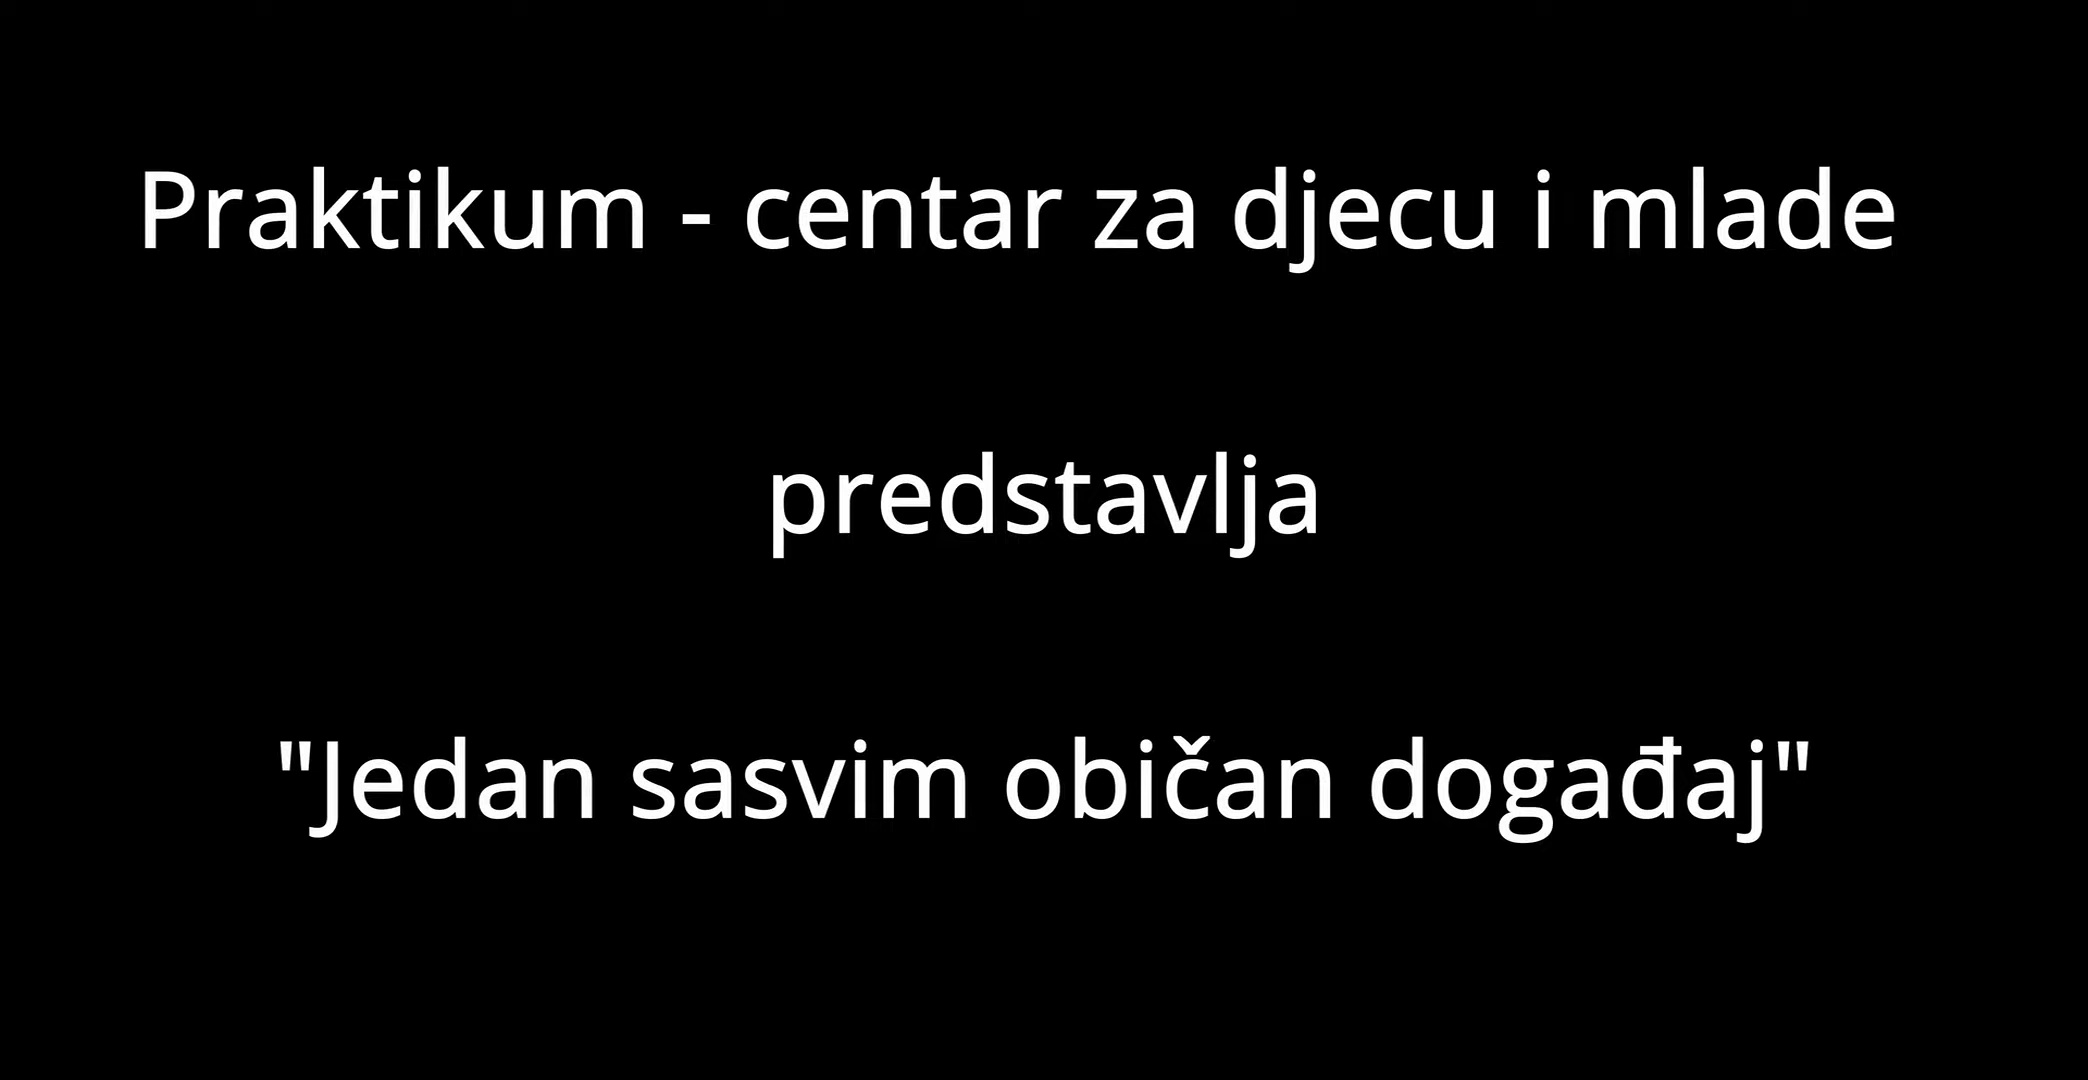 Praktikum - centar za djecu i mlade
predstavlja
"Jedan sasvim običan događaj"